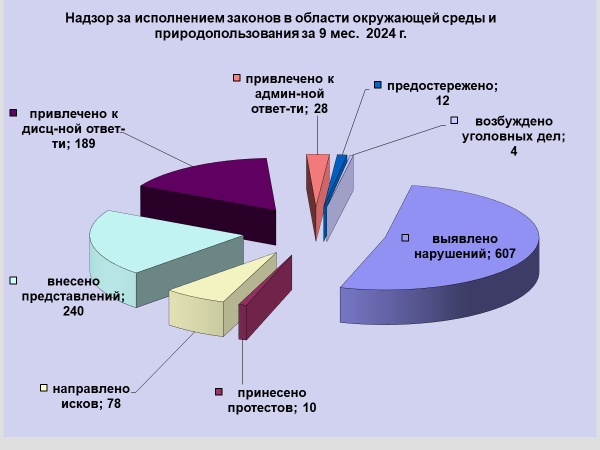 Надзор за исполнением законов в области окружающей среды и
природопользования за 9 мес. 2024 г.
привлечено к
админ-ной
ответ-ти; 28
предостережено;
12
возбуждено
уголовных дел;
4
привлечено к
дисц-ной ответ-
ти; 189
выявлено
нарушений; 607
внесено
представлений;
240
направлено
исков; 78
принесено
протестов; 10